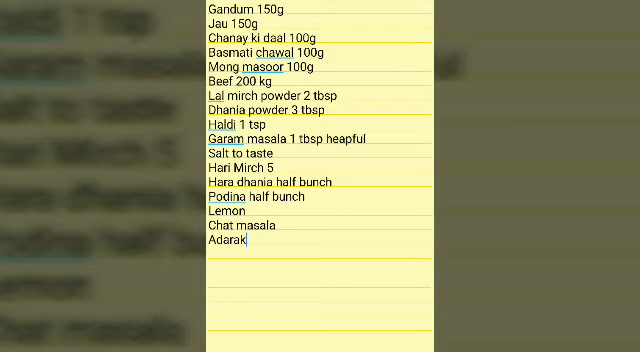 Gandum 150g
Jau 150g
Chanay ki daal 100g
Basmati chawal 100g
Mong masoor 100g
Beef 200 kg
Lal mirch powder 2 tbsp
Dhania powder 3 tbsp
Haldi 1 tsp
Garam masala 1 tbsp heapful
Salt to taste
Hari Mirch 5
Hara dhania half bunch
Podina half bunch
Lemon
Chat masala
Adarak